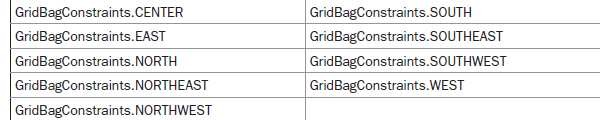 GridBagConstraints.CENTER GridBagConstraints.SOUTH
GridBagConstraints.EAST GridBagConstraints.SOUTHEAST
GridBagConstraints.NORTH GridBagConstraints.SOUTHWEST
GridBagConstraints.NORTHEAST GridBagConstraints.WEST
GridBagConstraints.NORTHWEST